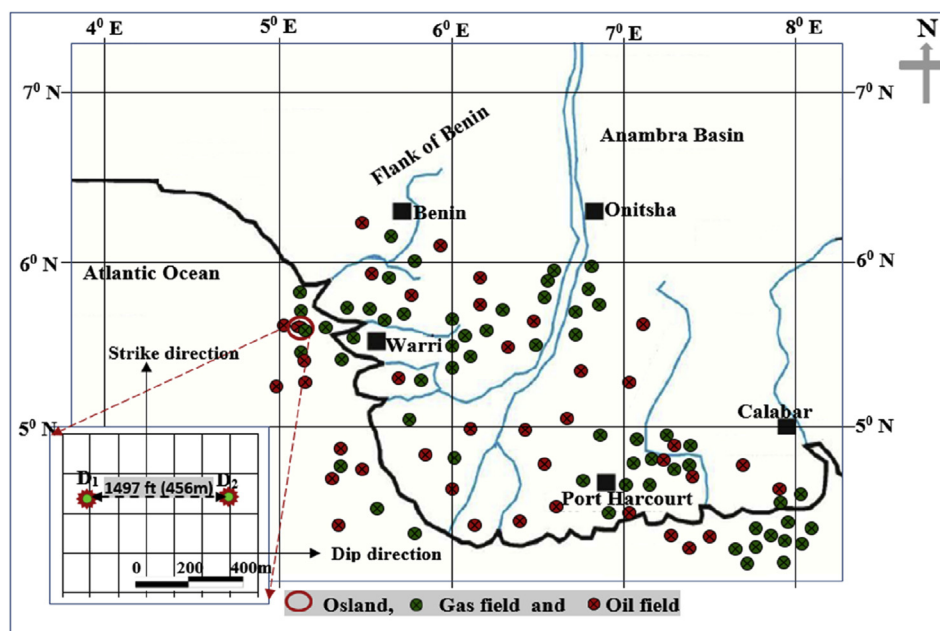 4⁰ E 5⁰ E 6⁰ E 7⁰ E 8⁰ E N
7⁰ N 7⁰ N
Flank of Benin
Anambra Basin
Benin
Onitsha
6⁰ N 6⁰ N
Atlantic Ocean
Warri
Strike direction
Calabar
5⁰ N 5⁰ N
D1 1497 ft (456m) D2
Port Harcourt
Dip direction
0 200 400m
Osland, Gas field and Oil field